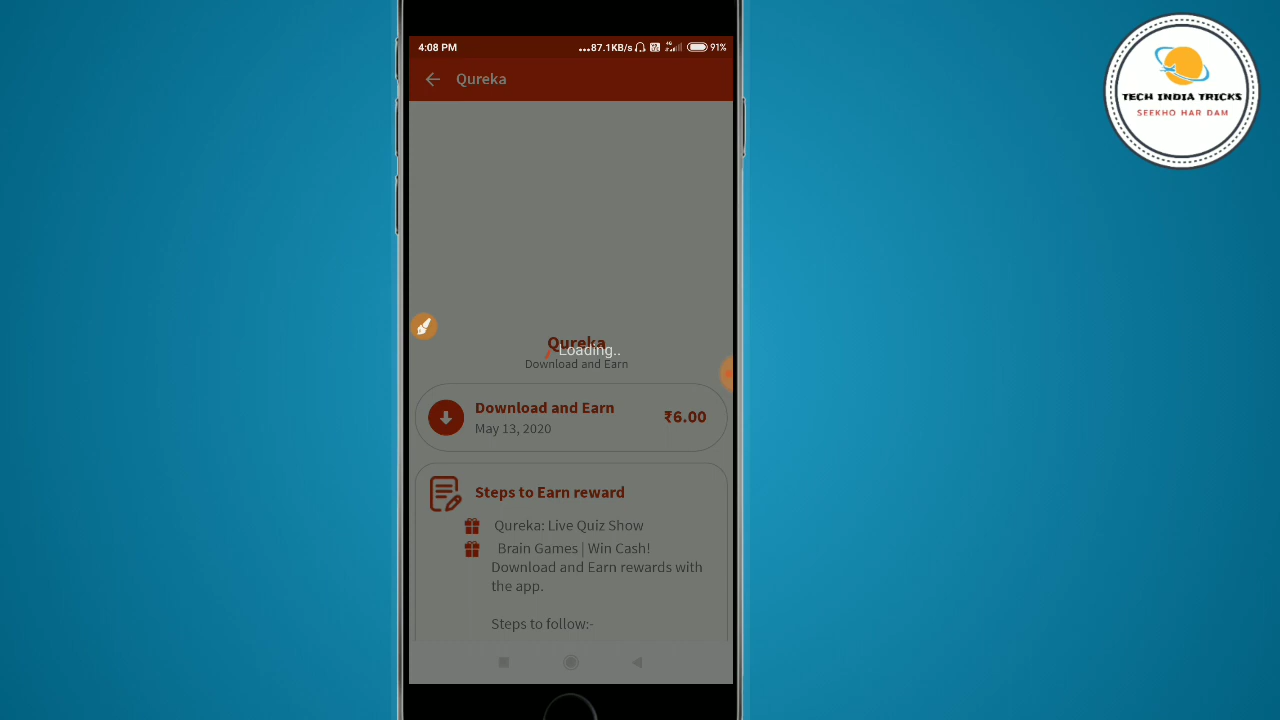 4:08 PM
...87.1KB/s
91%
Qureka
Qureka
Loading..
Download and Earn
Download and Earn
₹6.00
May 13, 2020
Steps to Earn reward
Qureka: Live Quiz Show
Brain Games | Win Cash!
Download and Earn rewards with
the app.
Steps to follow:-
TECH INDIA TRICKS
SEEKHO HAR DAM